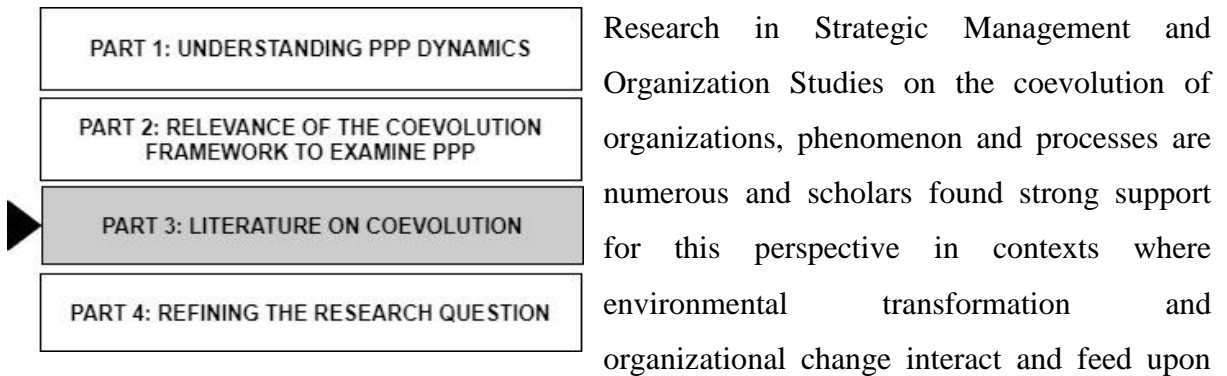 PART 1: UNDERSTANDING PPP DYNAMICS
PART 2: RELEVANCE OF THE COEVOLUTION
FRAMEWORK TO EXAMINE PPP
PART 3: LITERATURE ON COEVOLUTION
PART 4: REFINING THE RESEARCH QUESTION
Research in Strategic Management and
Organization Studies on the coevolution of
organizations, phenomenon and processes are
numerous and scholars found strong support
for this perspective in contexts where
environmental transformation and
organizational change interact and feed upon